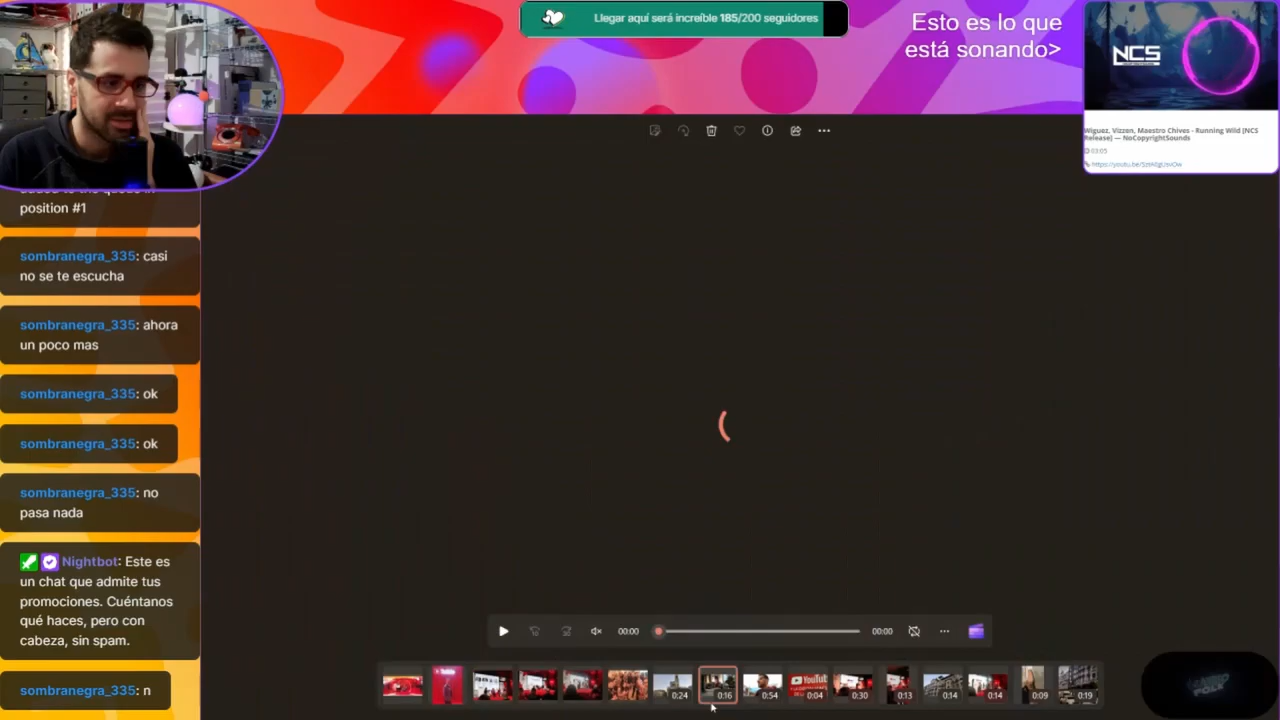 Llegar aquí será increíble 185/200 seguidores
Esto es lo que
está sonando>
NCS
Wiguez, Vizzen, Maestro Chives - Running Wild [NCS
Release] — NoCopyrightSounds
03:05
position #1
sombranegra_335: casi
no se te escucha
sombranegra_335: ahora
un poco mas
sombranegra_335: ok
sombranegra_335: ok
sombranegra_335: no
pasa nada
Nightbot: Este es
un chat que admite tus
promociones. Cuéntanos
qué haces, pero con
cabeza, sin spam.
sombranegra_335: n
00:00
00:00
YouTube
0:24
0:16
0:54
0:04
0:30
0:13
0:14
0:14
0:09
0:19